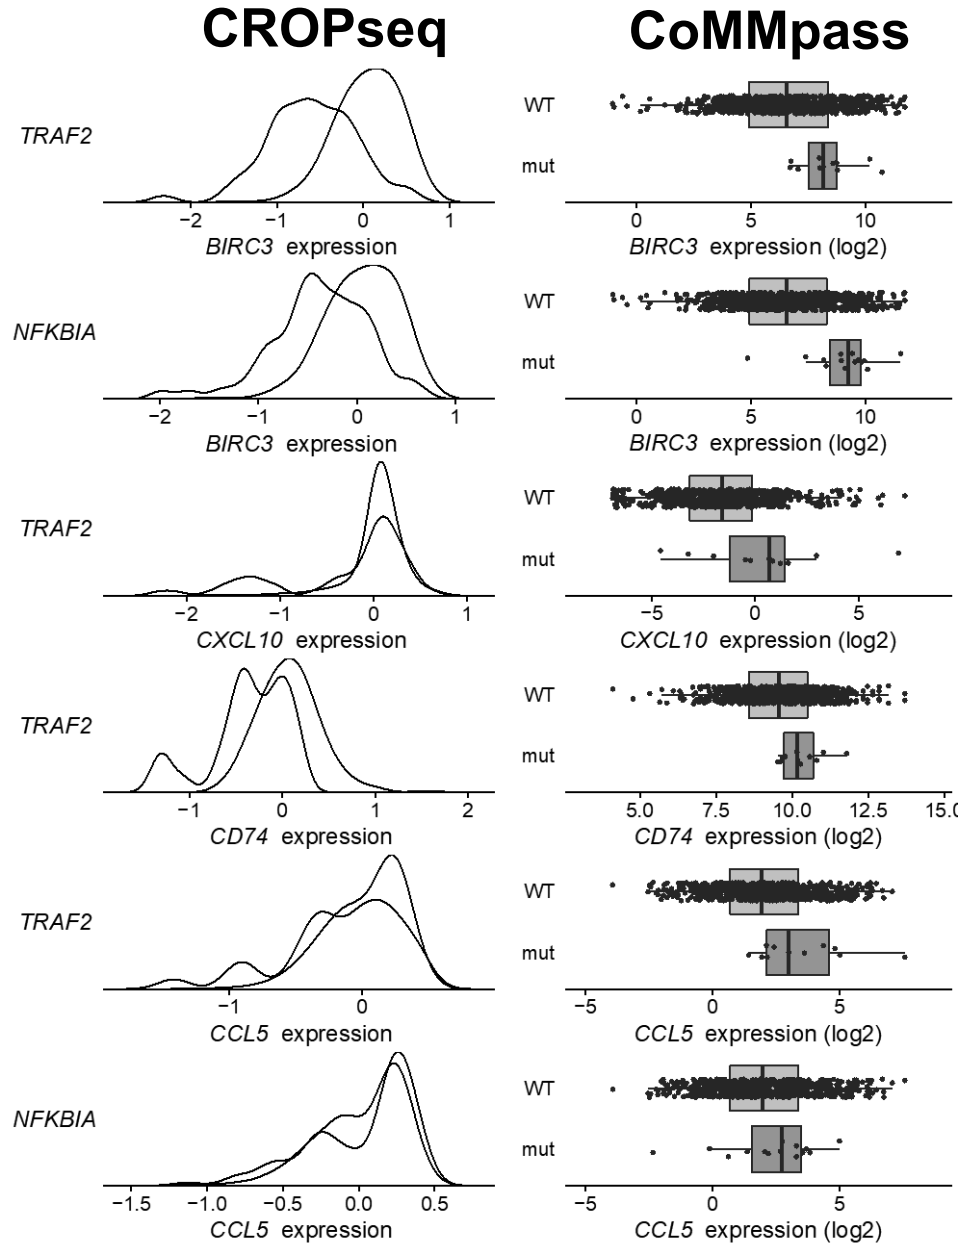 CROPseq CoMMpass
TRAF2
WT
mut
−2 −1 0 1
0 5 10
BIRC3 expression
BIRC3 expression (log2)
NFKBIA
WT
mut
−2 −1 0 1
0 5 10
BIRC3 expression
BIRC3 expression (log2)
TRAF2
WT
mut
−2 −1 0 1
−5 0 5
CXCL10 expression
CXCL10 expression (log2)
TRAF2
WT
mut
−1 0 1 2
5.0 7.5 10.0 12.5 15.0
CD74 expression
CD74 expression (log2)
TRAF2
WT
mut
−1 0
−5 0 5
CCL5 expression
CCL5 expression (log2)
NFKBIA
WT
mut
−1.5 −1.0 −0.5 0.0 0.5
−5 0 5
CCL5 expression
CCL5 expression (log2)